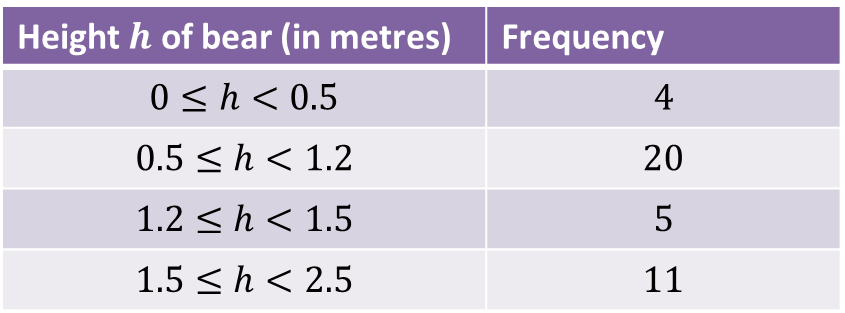 Height h of bear (in metres) Frequency
0 ≤ h < 0.5 4
0.5 ≤ h < 1.2 20
1.2 ≤ h < 1.5 5
1.5 ≤ h < 2.5 11